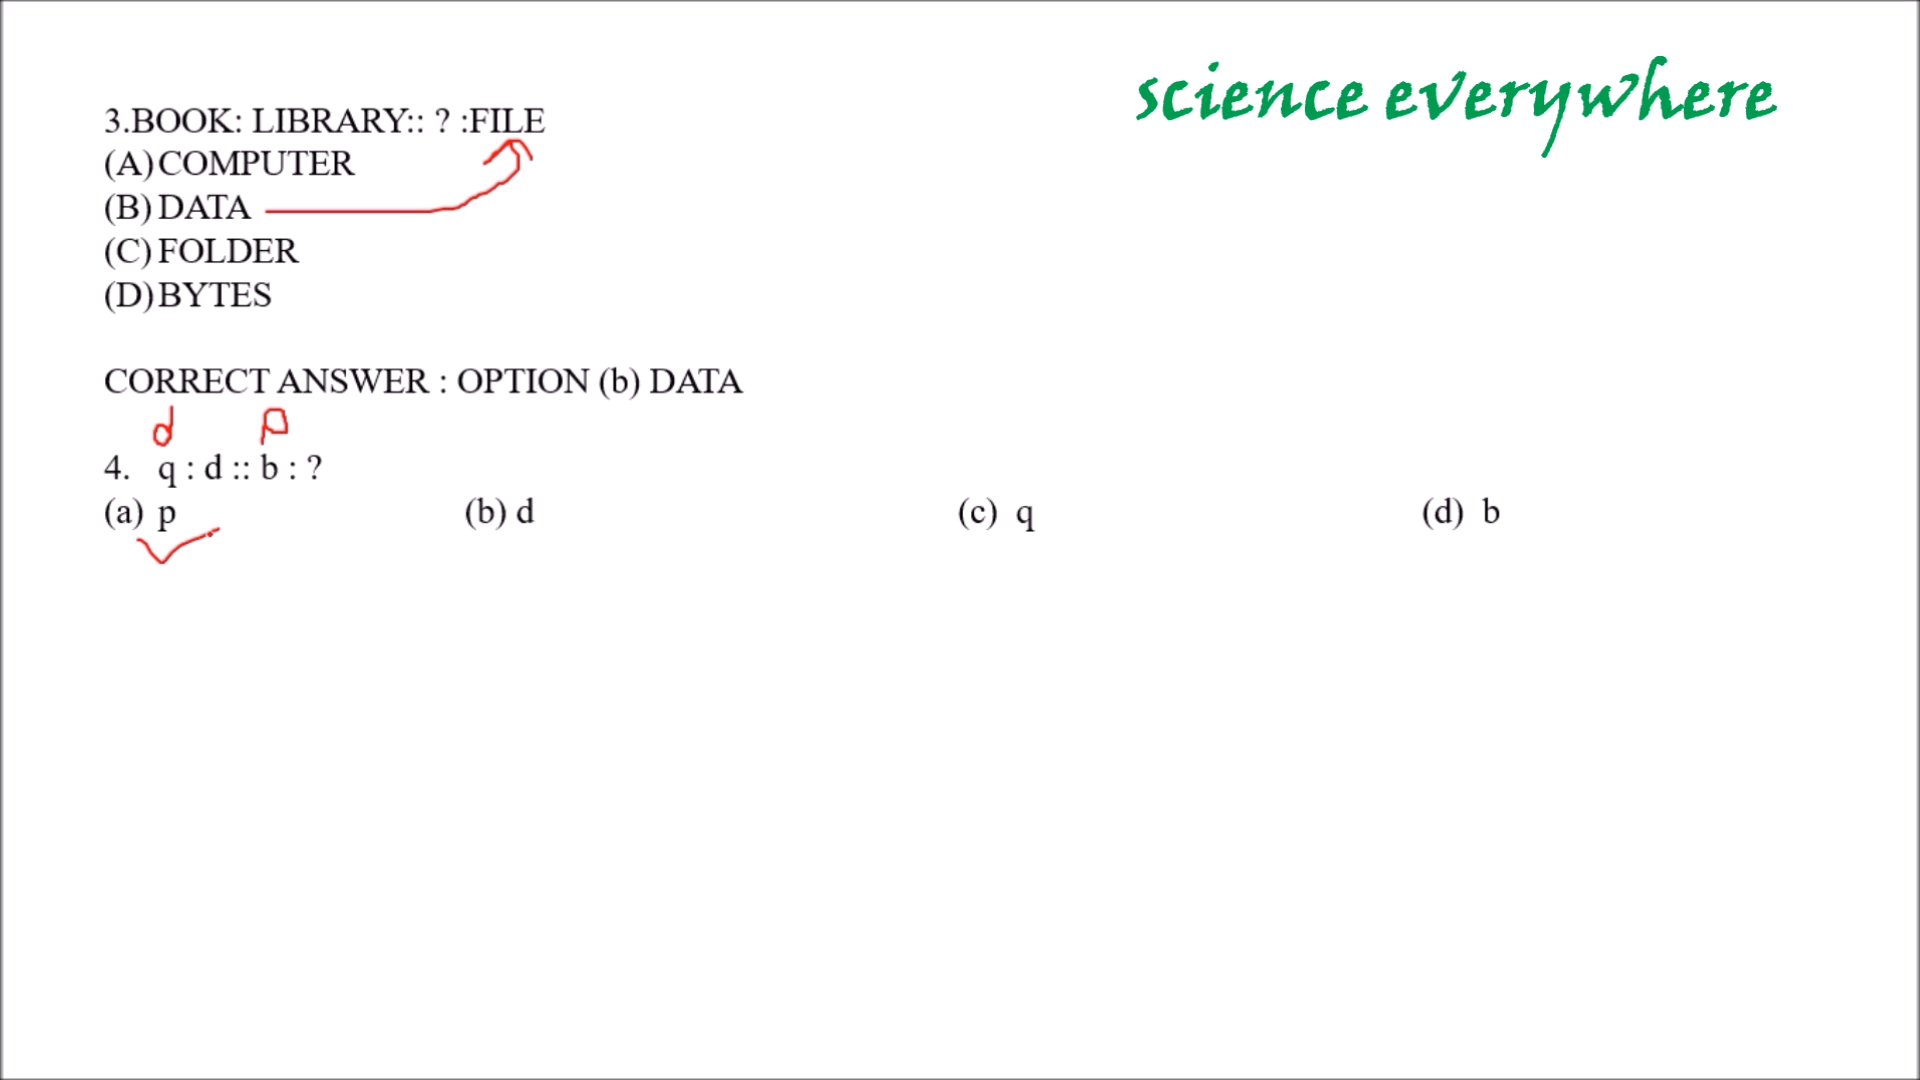 science everywhere
3.BOOK: LIBRARY:: ? :FILE
(A) COMPUTER
(B) DATA
(C) FOLDER
(D) BYTES
CORRECT ANSWER : OPTION (b) DATA
d p
4. q : d :: b : ?
(a) p (b) d (c) q (d) b